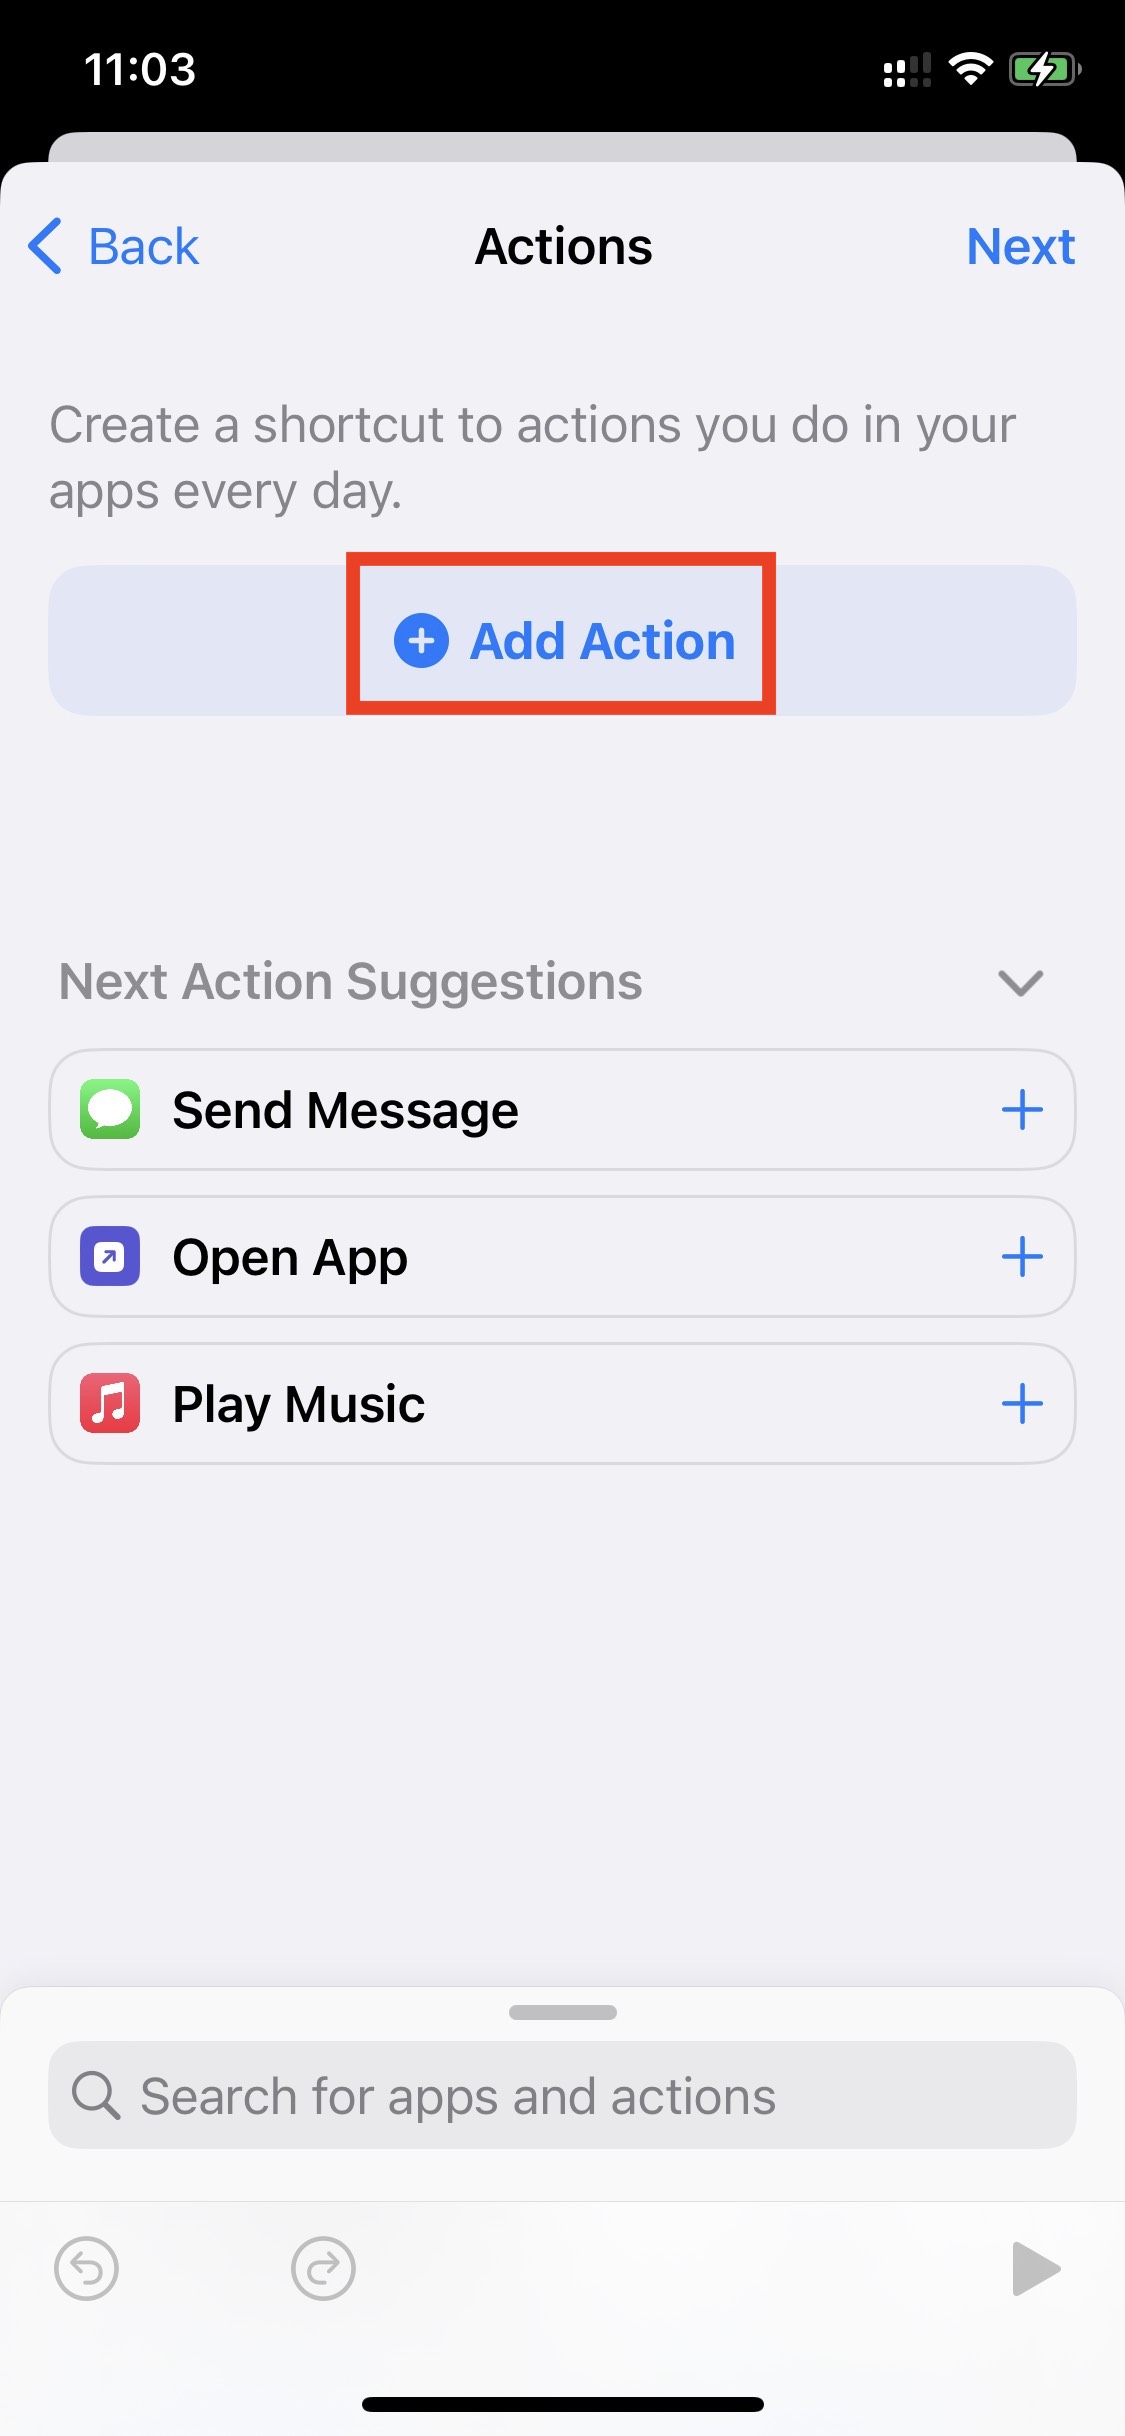 11:03
Back
Actions
Next
Create a shortcut to actions you do in your
apps every day.
Add Action
Next Action Suggestions
Send Message
Open App
Play Music
Search for apps and actions